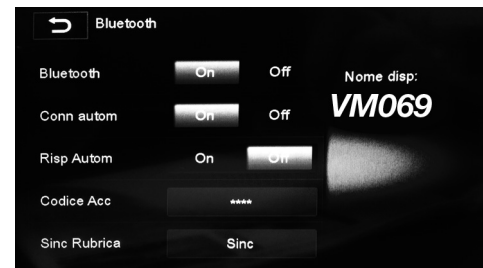 Bluetooth
Bluetooth On Off
Nome disp:
VM069
Conn autom On Off
Risp Autom On Off
Codice Acc ****
Sinc Rubrica Sinc